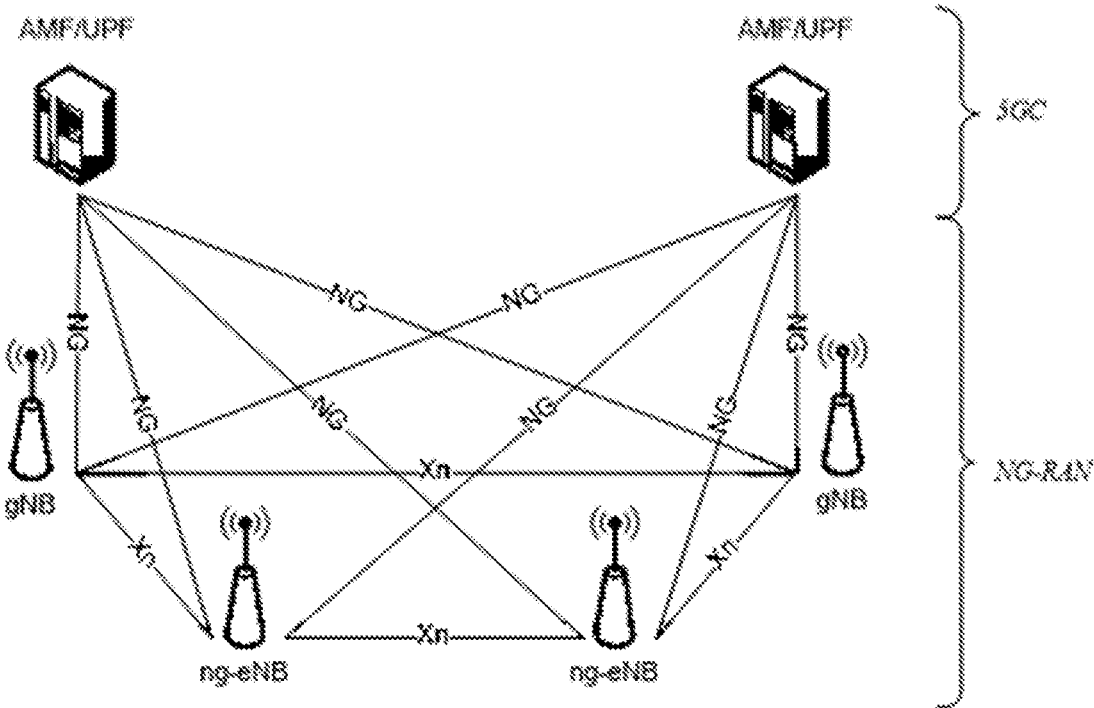 AMF/UPF
AMF/UPF
5GC
NG
NG
NG
NG
NG
NG
NG
NG
Xn
gNB
gNB
NG-RAN
Xn
Xn
Xn
ng-eNB
ng-eNB